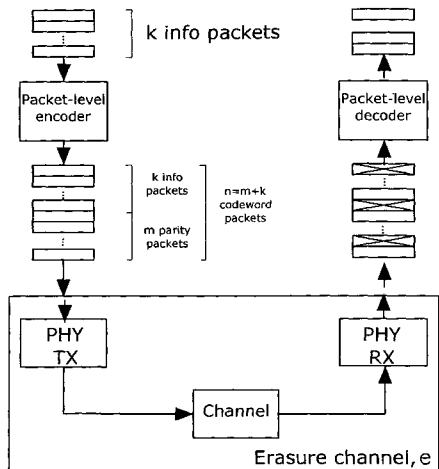 k info packets
Packet-level
encoder
Packet-level
decoder
k info
packets
m parity
packets
n=m+k
codeword
packets
PHY
TX
PHY
RX
Channel
Erasure channel, e